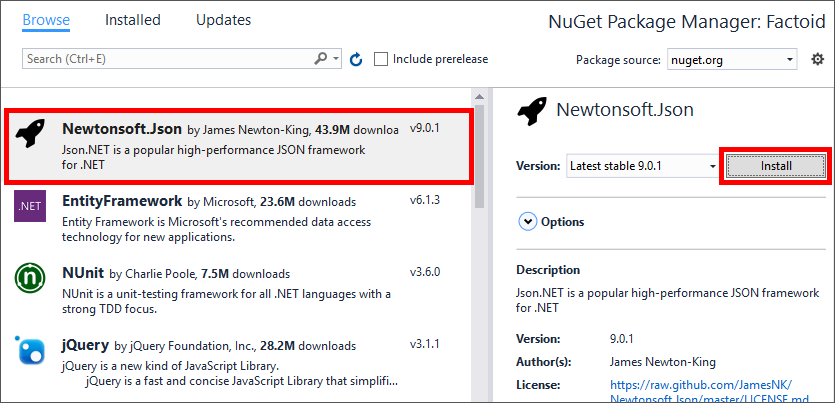 Browse Installed Updates
NuGet Package Manager: Factoid
Search (Ctrl+E)
Include prerelease
Package source: nuget.org
Newtonsoft.Json by James Newton-King, 43.9M downloa v9.0.1
Json.NET is a popular high-performance JSON framework
for .NET
.NET
EntityFramework by Microsoft, 23.6M downloads v6.1.3
Entity Framework is Microsoft's recommended data access
technology for new applications.
NUnit by Charlie Poole, 7.5M downloads v3.6.0
NUnit is a unit-testing framework for all .NET languages with a
strong TDD focus.
jQuery by jQuery Foundation, Inc., 28.2M downloads v3.1.1
jQuery is a new kind of JavaScript Library.
jQuery is a fast and concise JavaScript Library that simplifi...
Newtonsoft.Json
Version: Latest stable 9.0.1 Install
Options
Description
Json.NET is a popular high-performance JSON framework
for .NET
Version: 9.0.1
Author(s): James Newton-King
License: https://raw.github.com/JamesNK/
Newtonsoft.Json/master/LICENSE.md